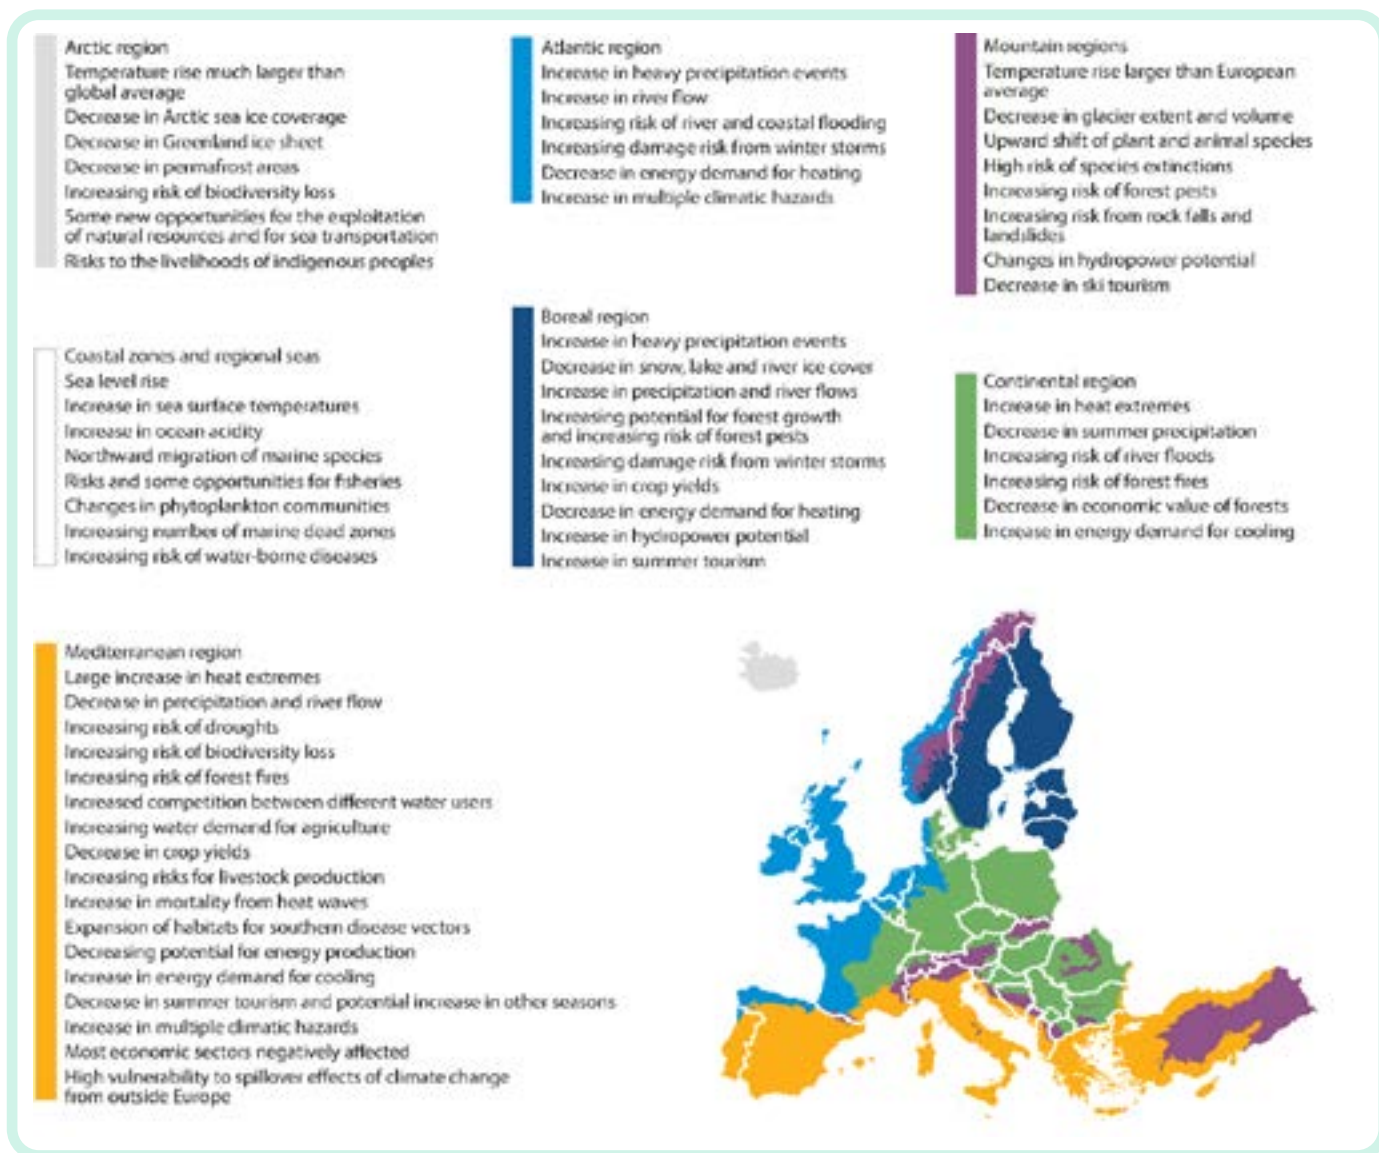 Arctic region
Temperature rise much larger than
global average
Decrease in Arctic sea ice coverage
Decrease in Greenland ice sheet
Decrease in permafrost areas
Increasing risk of biodiversity loss
Some new opportunities for the exploitation
of natural resources and for sea transportation
Risks to the livelihoods of indigenous peoples
Atlantic region
Increase in heavy precipitation events
Increase in river flow
Increasing risk of river and coastal flooding
Increasing damage risk from winter storms
Decrease in energy demand for heating
Increase in multiple climatic hazards
Mountain regions
Temperature rise larger than European
average
Decrease in glacier extent and volume
Upward shift of plant and animal species
High risk of species extinctions
Increasing risk of forest pests
Increasing risk from rock falls and
landslides
Changes in hydropower potential
Decrease in ski tourism
Coastal zones and regional seas
Sea level rise
Increase in sea surface temperatures
Increase in ocean acidity
Northward migration of marine species
Risks and some opportunities for fisheries
Changes in phytoplankton communities
Increasing number of marine dead zones
Increasing risk of water-borne diseases
Boreal region
Increase in heavy precipitation events
Decrease in snow, lake and river ice cover
Increase in precipitation and river flows
Increasing potential for forest growth
and increasing risk of forest pests
Increasing damage risk from winter storms
Increase in crop yields
Decrease in energy demand for heating
Increase in hydropower potential
Increase in summer tourism
Continental region
Increase in heat extremes
Decrease in summer precipitation
Increasing risk of river floods
Increasing risk of forest fires
Decrease in economic value of forests
Increase in energy demand for cooling
Mediterranean region
Large increase in heat extremes
Decrease in precipitation and river flow
Increasing risk of droughts
Increasing risk of biodiversity loss
Increasing risk of forest fires
Increased competition between different water users
Increasing water demand for agriculture
Decrease in crop yields
Increasing risks for livestock production
Increase in mortality from heat waves
Expansion of habitats for southern disease vectors
Decreasing potential for energy production
Increase in energy demand for cooling
Decrease in summer tourism and potential increase in other seasons
Increase in multiple climatic hazards
Most economic sectors negatively affected
High vulnerability to spillover effects of climate change
from outside Europe